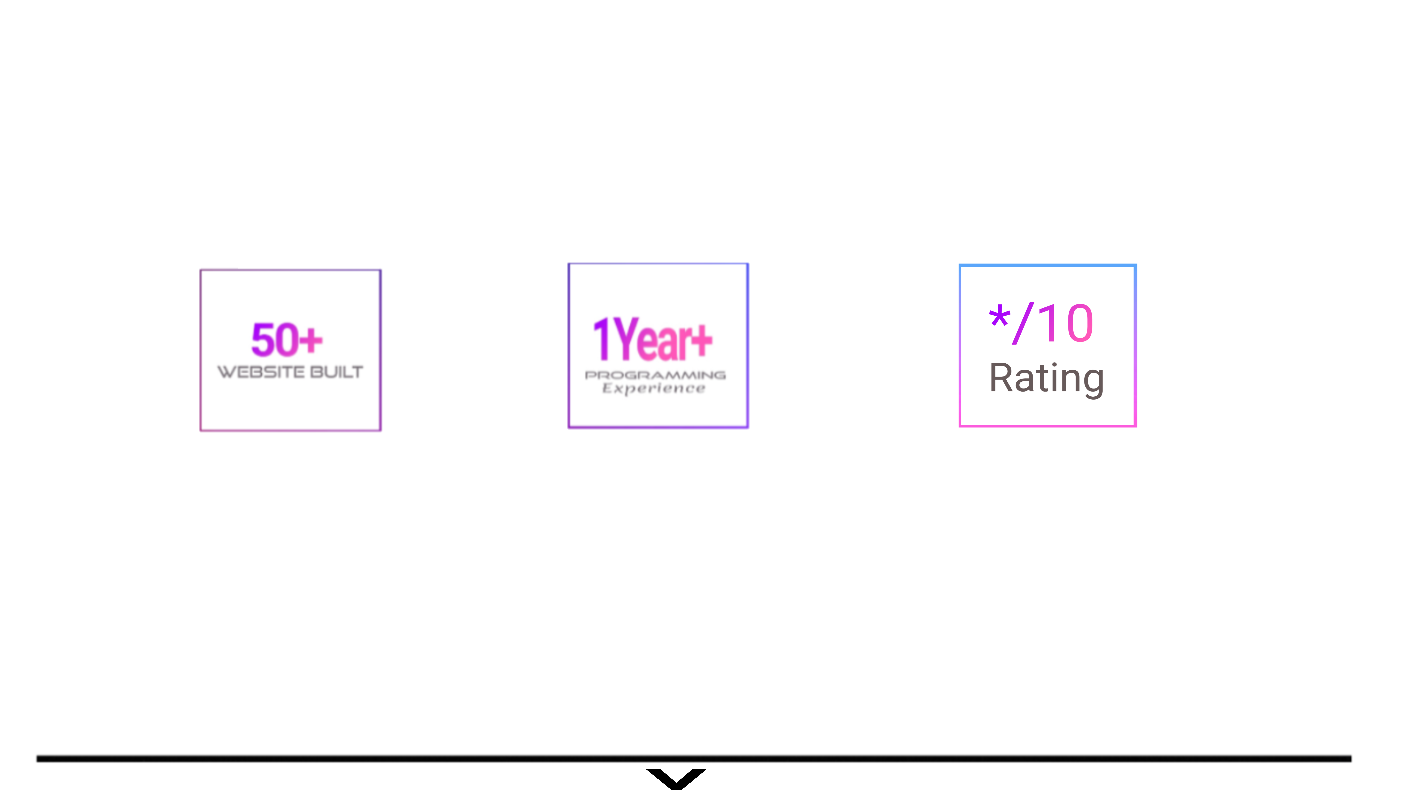 50+
WEBSITE BUILT
1Year+
PROGRAMMING
Experience
*/10
Rating